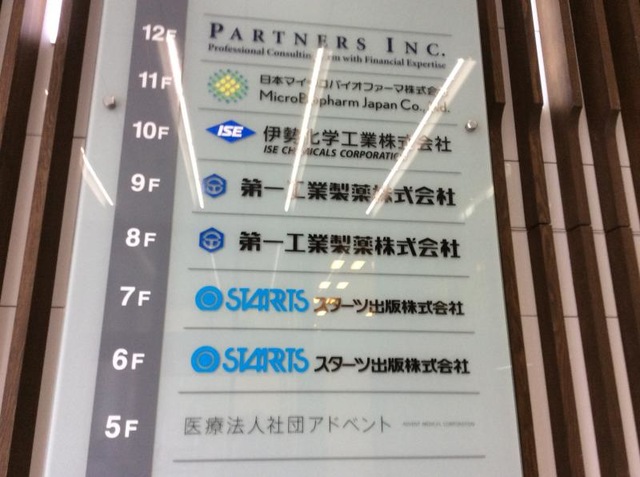 12F PARTNERS INC.
Professional Consulting Firm with Financial Expertise
11F 日本マイクロバイオファーマ株式会社
MicroBiopharm Japan Co., Ltd.
10F ISE 伊勢化学工業株式会社
ISE CHEMICALS CORPORATION
9F 第一工業製薬株式会社
8F 第一工業製薬株式会社
7F STARTS スターツ出版株式会社
6F STARTS スターツ出版株式会社
5F 医療法人社団アドベント ADVENT MEDICAL CORPORATION